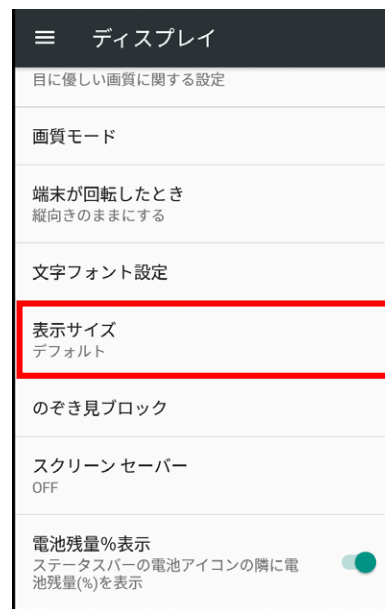 ディスプレイ
目に優しい画質に関する設定
画質モード
端末が回転したとき
縦向きのままにする
文字フォント設定
表示サイズ
デフォルト
のぞき見ブロック
スクリーン セーバー
OFF
電池残量%表示
ステータスバーの電池アイコンの隣に電
池残量(%)を表示